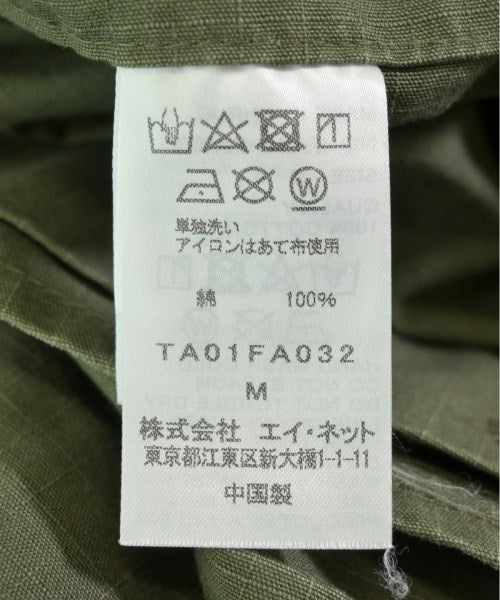 W
単独洗い
アイロンはあて布使用
綿 100%
TA01FA032
M
株式会社 エイ・ネット
東京都江東区新大橋1-1-11
中国製